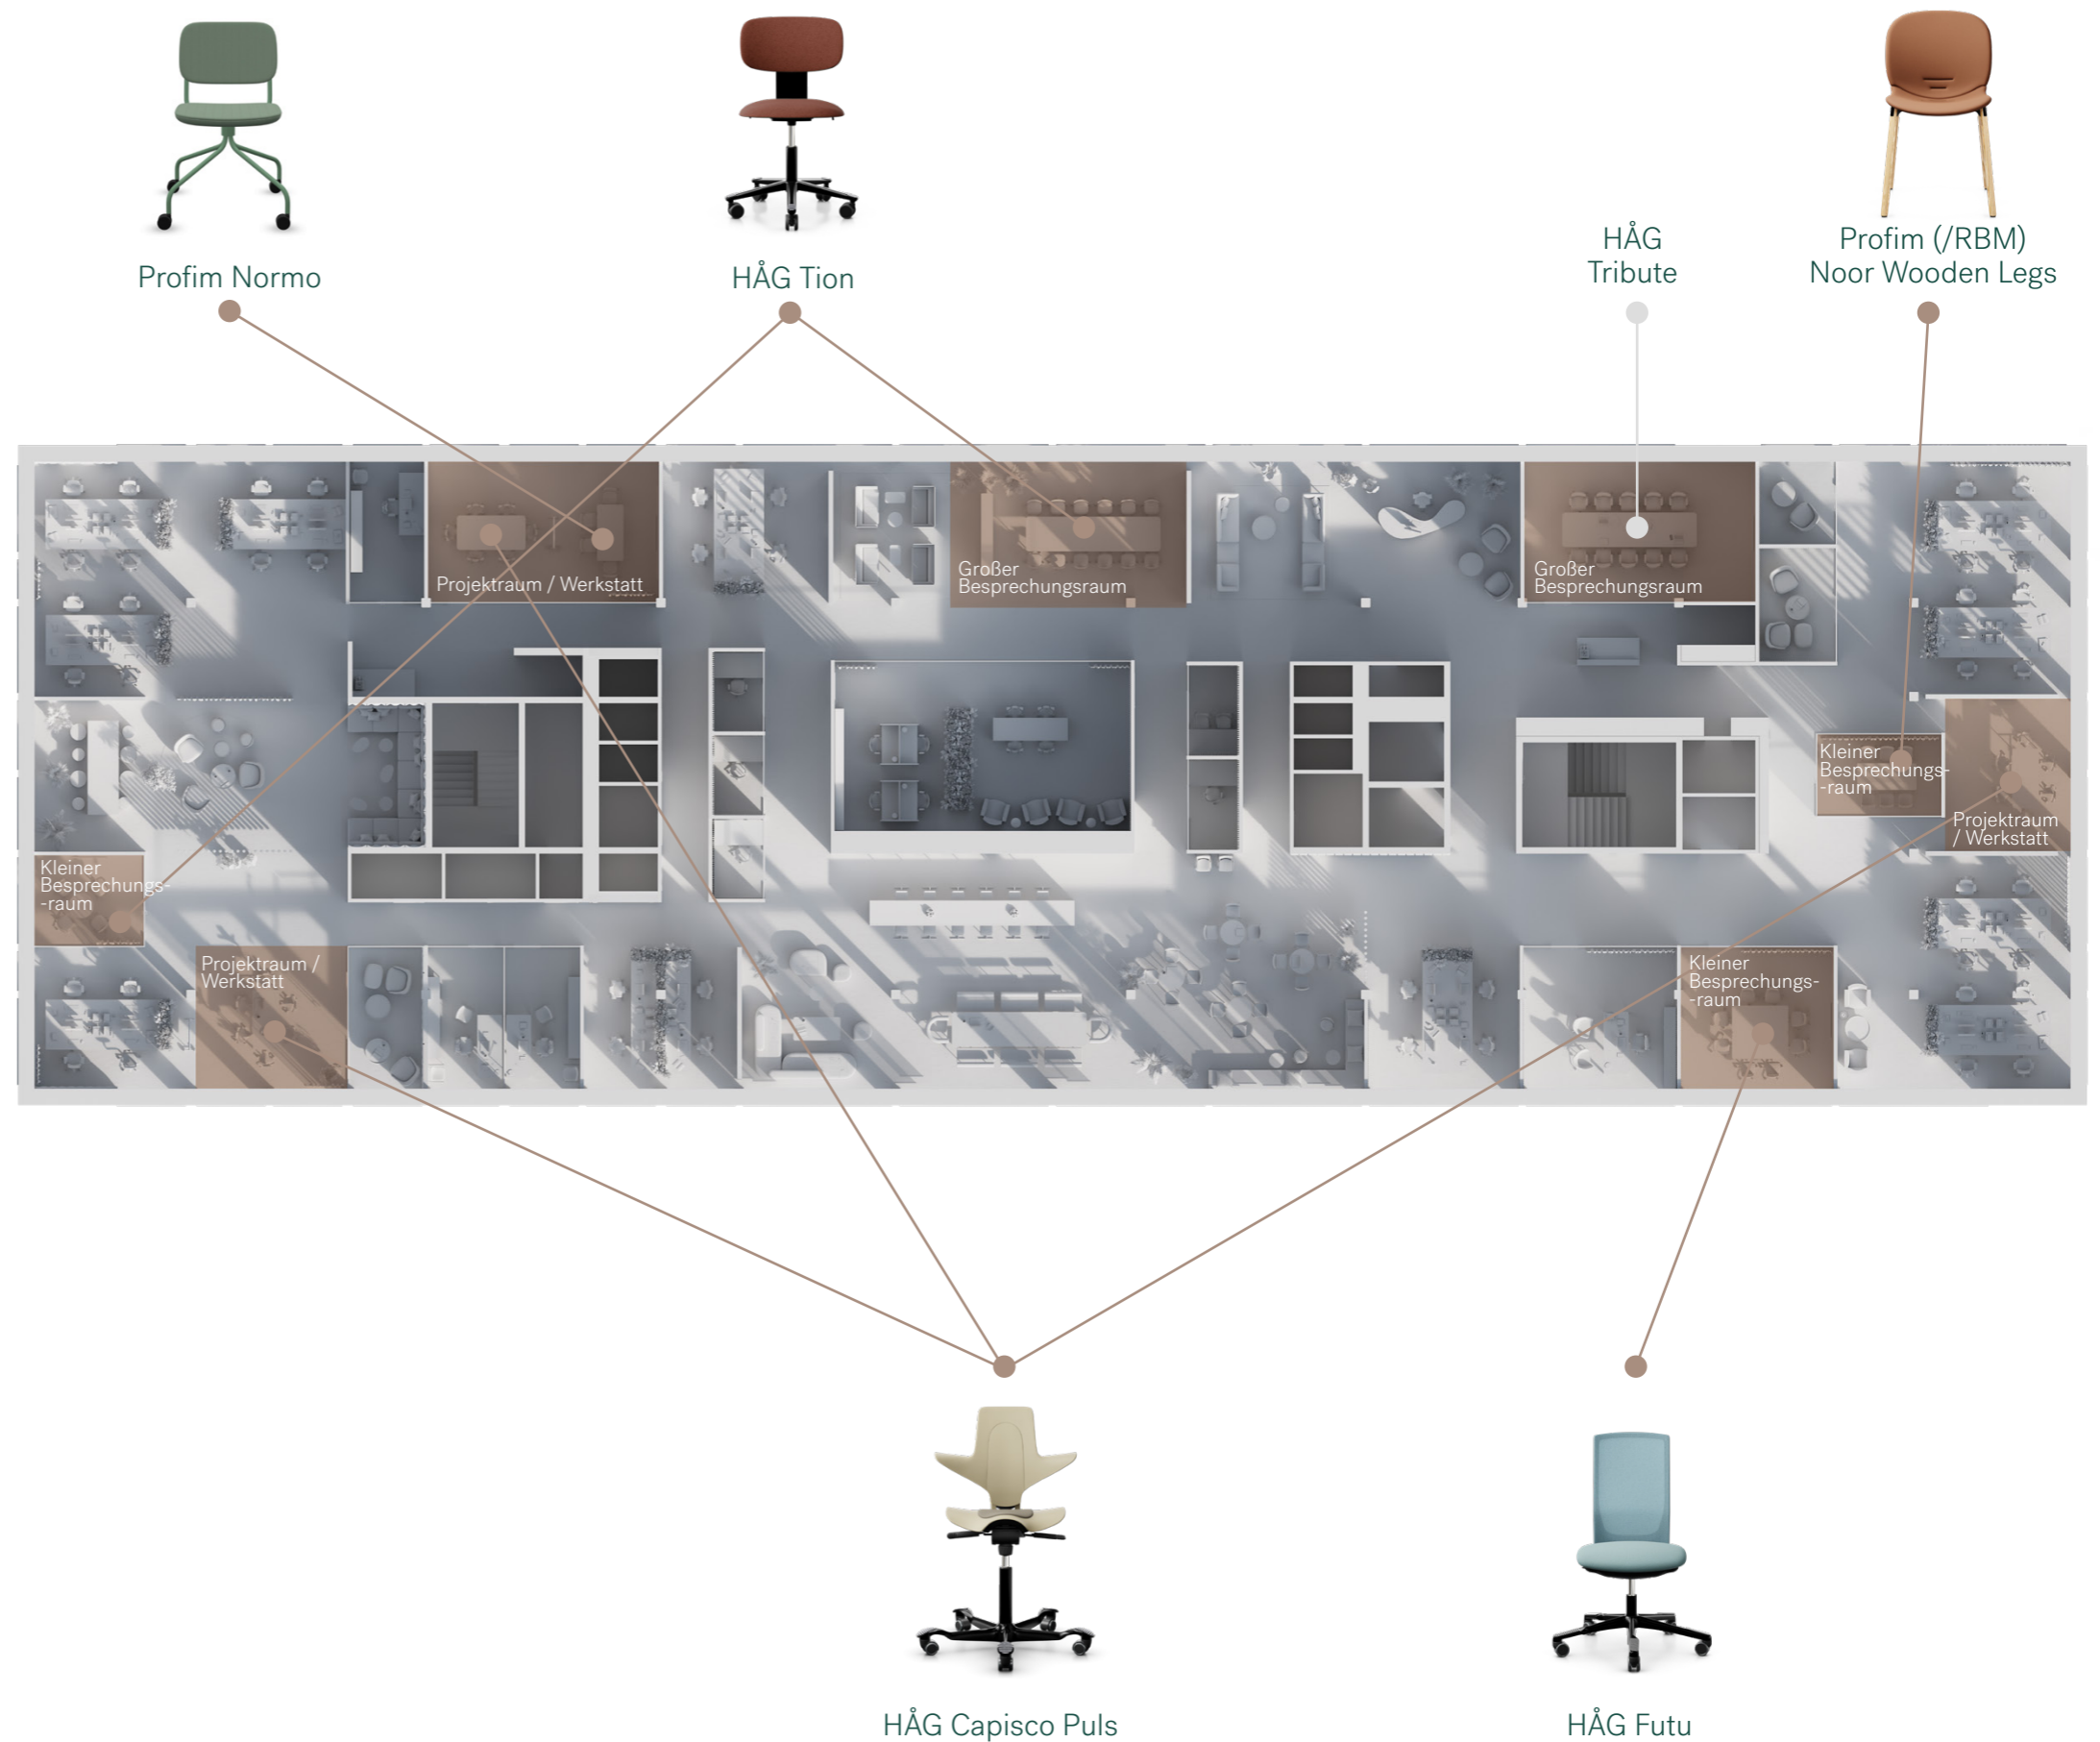 HÅG
Tribute
Profim (/RBM)
Noor Wooden Legs
Profim Normo
HÅG Tion
Projektraum / Werkstatt
Großer
Besprechungsraum
Großer
Besprechungsraum
Kleiner
Besprechungs-
-raum
Projektraum
/ Werkstatt
Kleiner
Besprechungs-
-raum
Projektraum /
Werkstatt
Kleiner
Besprechungs-
-raum
HÅG Capisco Puls
HÅG Futu